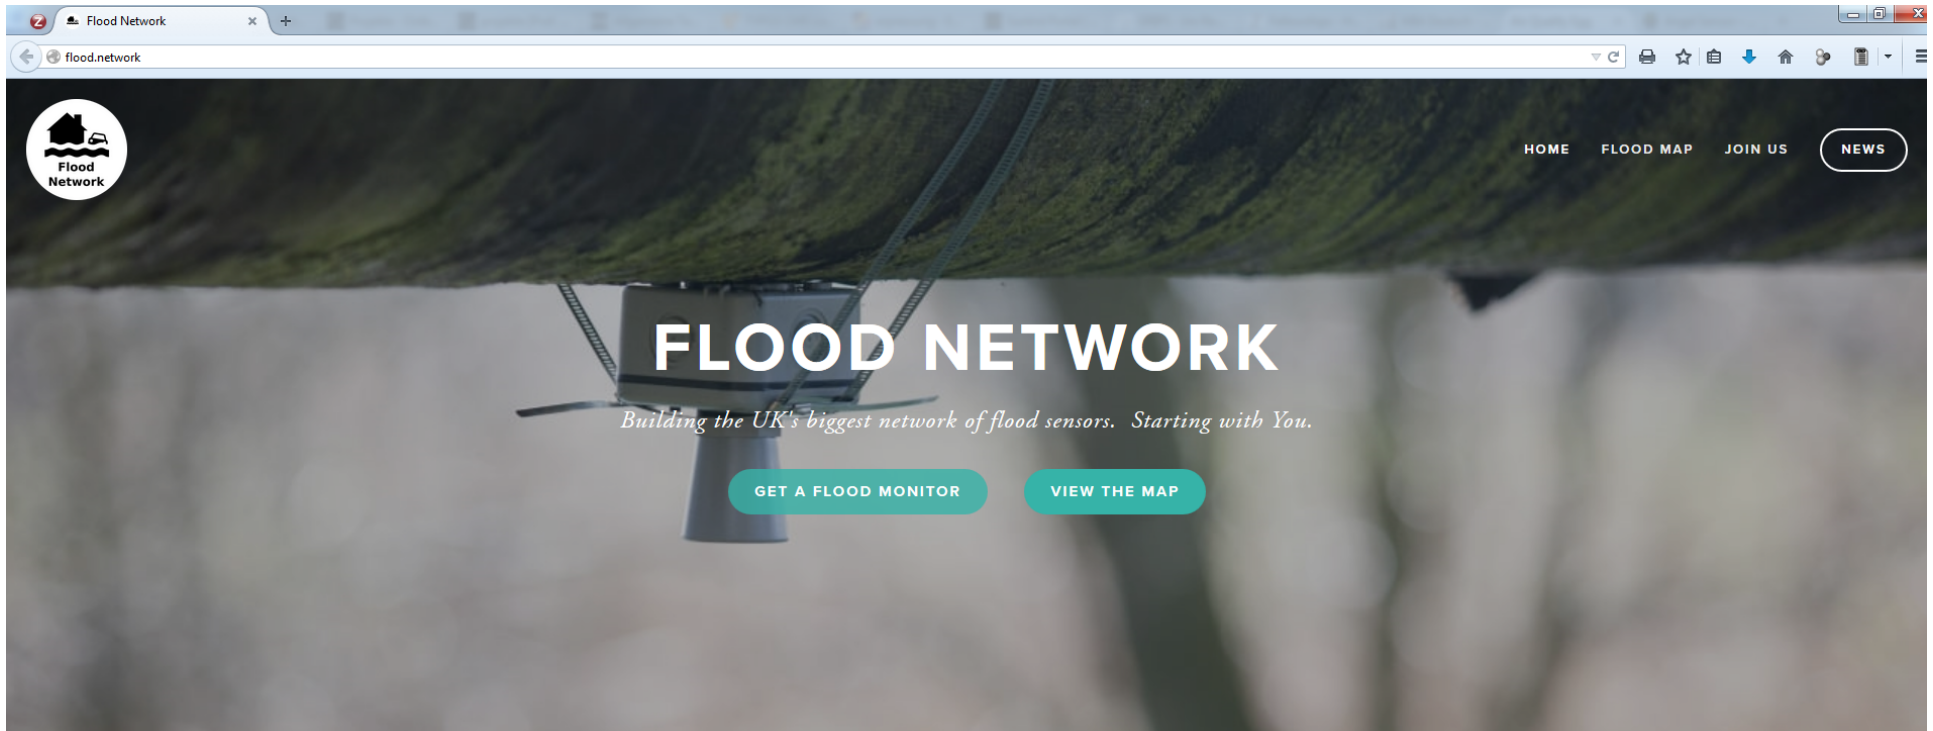 Flood Network
flood.network
Flood
Network
HOME FLOOD MAP JOIN US NEWS
FLOOD NETWORK
Building the UK's biggest network of flood sensors. Starting with You.
GET A FLOOD MONITOR VIEW THE MAP